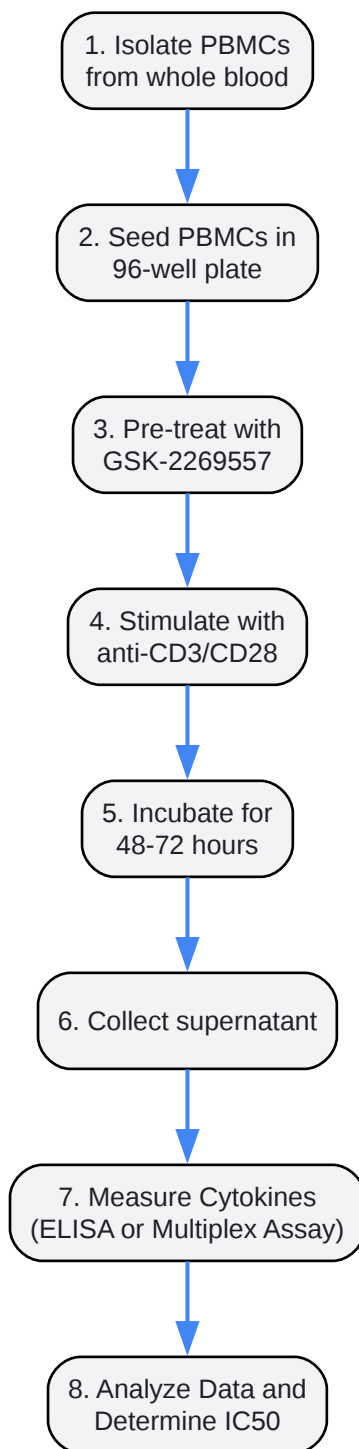 1. Isolate PBMCs
from whole blood
2. Seed PBMCs in
96-well plate
3. Pre-treat with
GSK-2269557
4. Stimulate with
anti-CD3/CD28
5. Incubate for
48-72 hours
6. Collect supernatant
7. Measure Cytokines
(ELISA or Multiplex Assay)
8. Analyze Data and
Determine IC50